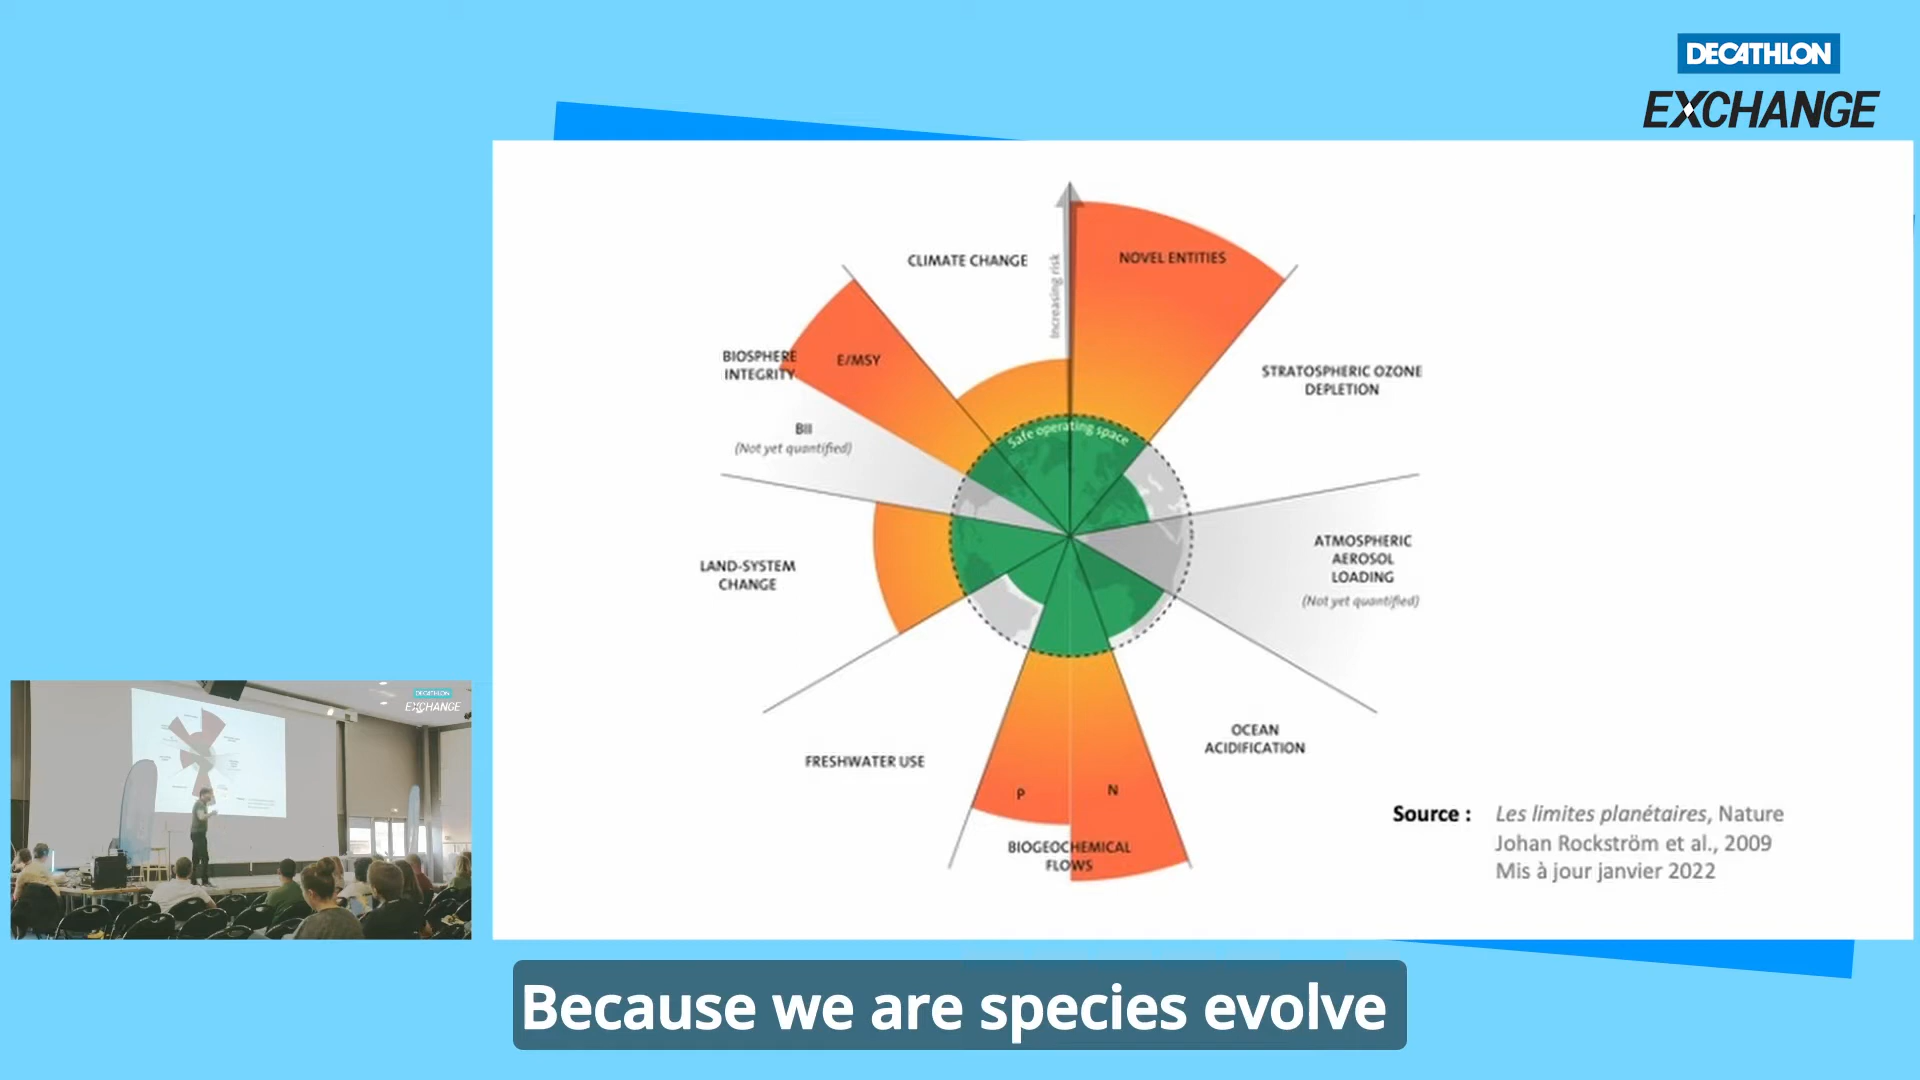 DECATHLON
EXCHANGE
CLIMATE CHANGE
Increasing risk
NOVEL ENTITIES
BIOSPHERE
INTEGRITY
E/MSY
STRATOSPHERIC OZONE
DEPLETION
BII
(Not yet quantified)
Safe operating space
LAND-SYSTEM
CHANGE
ATMOSPHERIC
AEROSOL
LOADING
(Not yet quantified)
FRESHWATER USE
P
N
OCEAN
ACIDIFICATION
BIOGEOCHEMICAL
FLOWS
Source : Les limites planétaires, Nature
Johan Rockström et al., 2009
Mis à jour janvier 2022
DECATHLON
EXCHANGE
Because we are species evolve